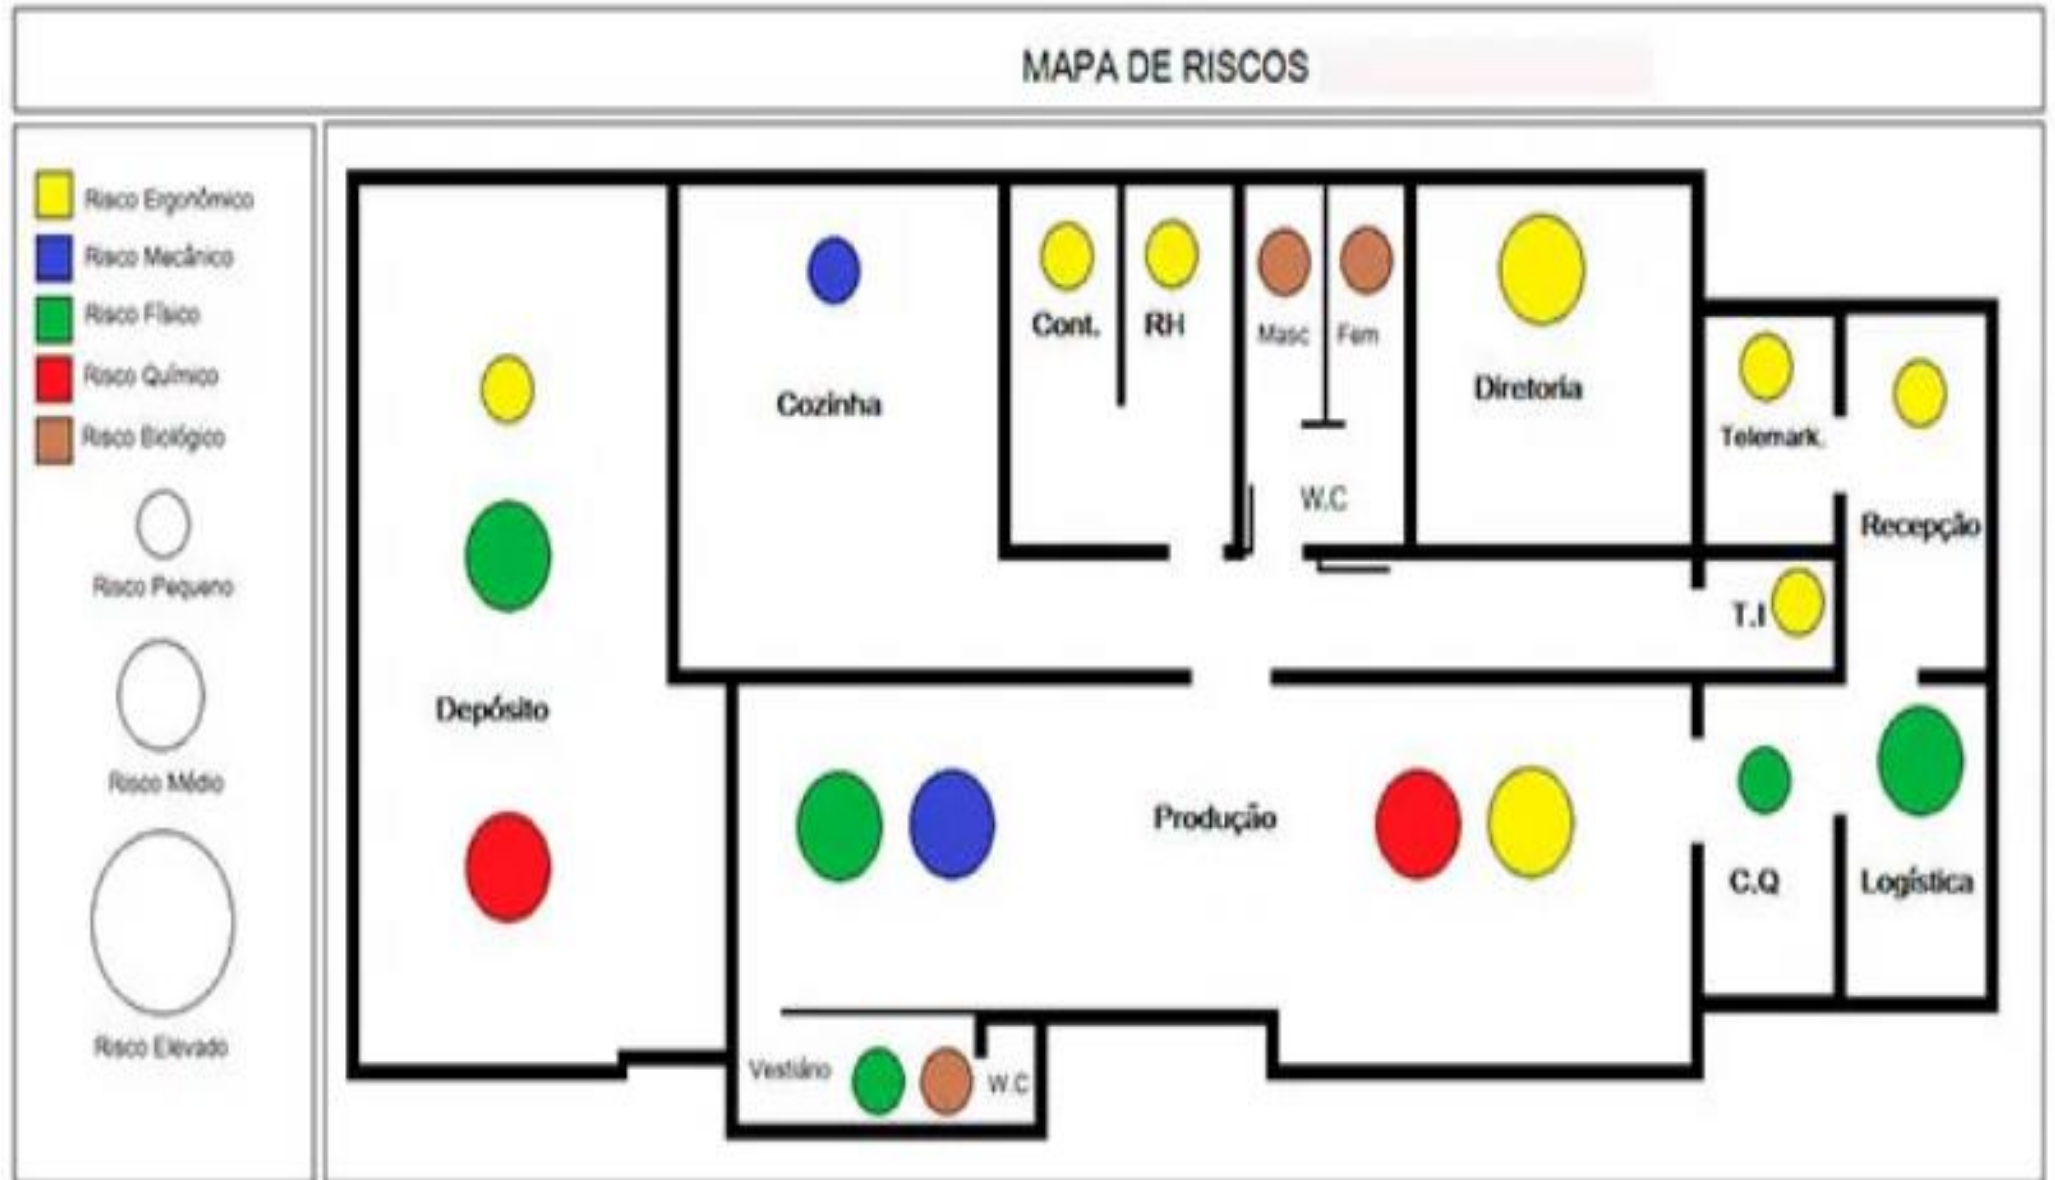 MAPA DE RISCOS
Risco Ergonômico
Risco Mecânico
Risco Físico
Risco Químico
Risco Biológico
Risco Pequeno
Risco Médio
Risco Elevado
Depósito
Cozinha
Cont.
RH
Masc
Fem
W.C
Diretoria
Telemark.
Recepção
T.I
Produção
C.Q
Logística
Vestiário
W.C